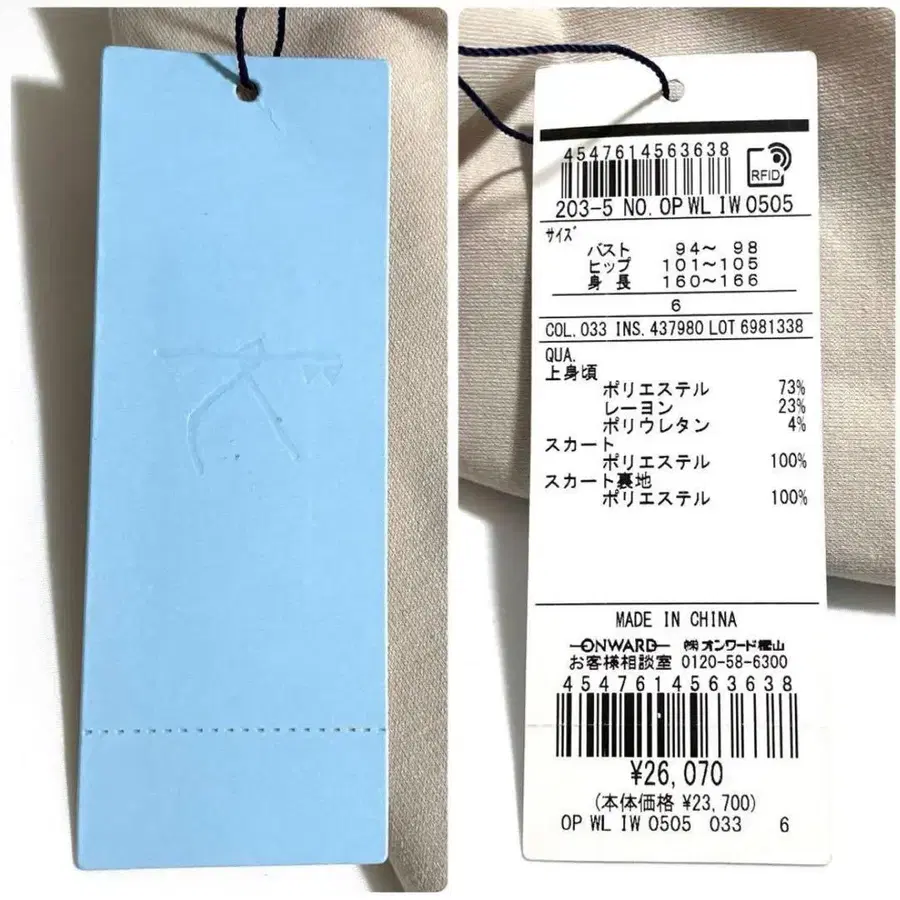 4547614563638
RFID
203-5 NO. OP WL IW 0505
サイズ
バスト 94〜 98
ヒップ 101〜105
身長 160〜166
6
COL. 033 INS. 437980 LOT 6981338
QUA.
上身頃
ポリエステル 73%
レーヨン 23%
ポリウレタン 4%
スカート
ポリエステル 100%
スカート裏地
ポリエステル 100%
MADE IN CHINA
ONWARD ㈱オンワード樫山
お客様相談室 0120-58-6300
4547614563638
¥26,070
(本体価格 ¥23,700)
OP WL IW 0505 033 6